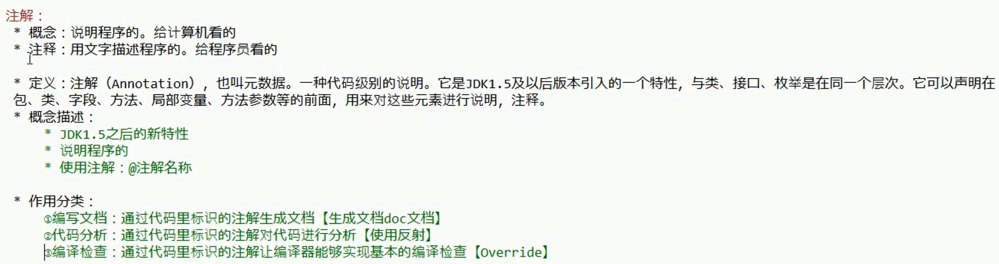 注解：
* 概念：说明程序的。给计算机看的
* 注释：用文字描述程序的。给程序员看的
* 定义：注解（Annotation），也叫元数据。一种代码级别的说明。它是JDK1.5及以后版本引入的一个特性，与类、接口、枚举是在同一个层次。它可以声明在
包、类、字段、方法、局部变量、方法参数等的前面，用来对这些元素进行说明，注释。
* 概念描述：
* JDK1.5之后的新特性
* 说明程序的
* 使用注解：@注解名称
* 作用分类：
①编写文档：通过代码里标识的注解生成文档【生成文档doc文档】
②代码分析：通过代码里标识的注解对代码进行分析【使用反射】
③编译检查：通过代码里标识的注解让编译器能够实现基本的编译检查【Override】